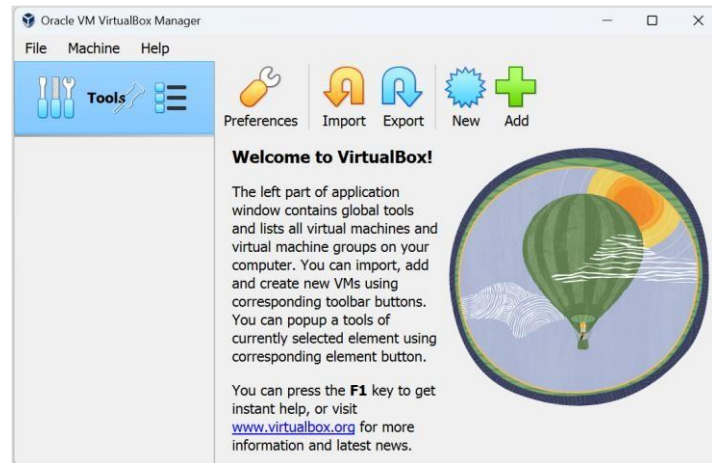 Oracle VM VirtualBox Manager
File Machine Help
Tools
Preferences Import Export New Add
Welcome to VirtualBox!
The left part of application
window contains global tools
and lists all virtual machines and
virtual machine groups on your
computer. You can import, add
and create new VMs using
corresponding toolbar buttons.
You can popup a tools of
currently selected element using
corresponding element button.
You can press the F1 key to get
instant help, or visit
www.virtualbox.org for more
information and latest news.